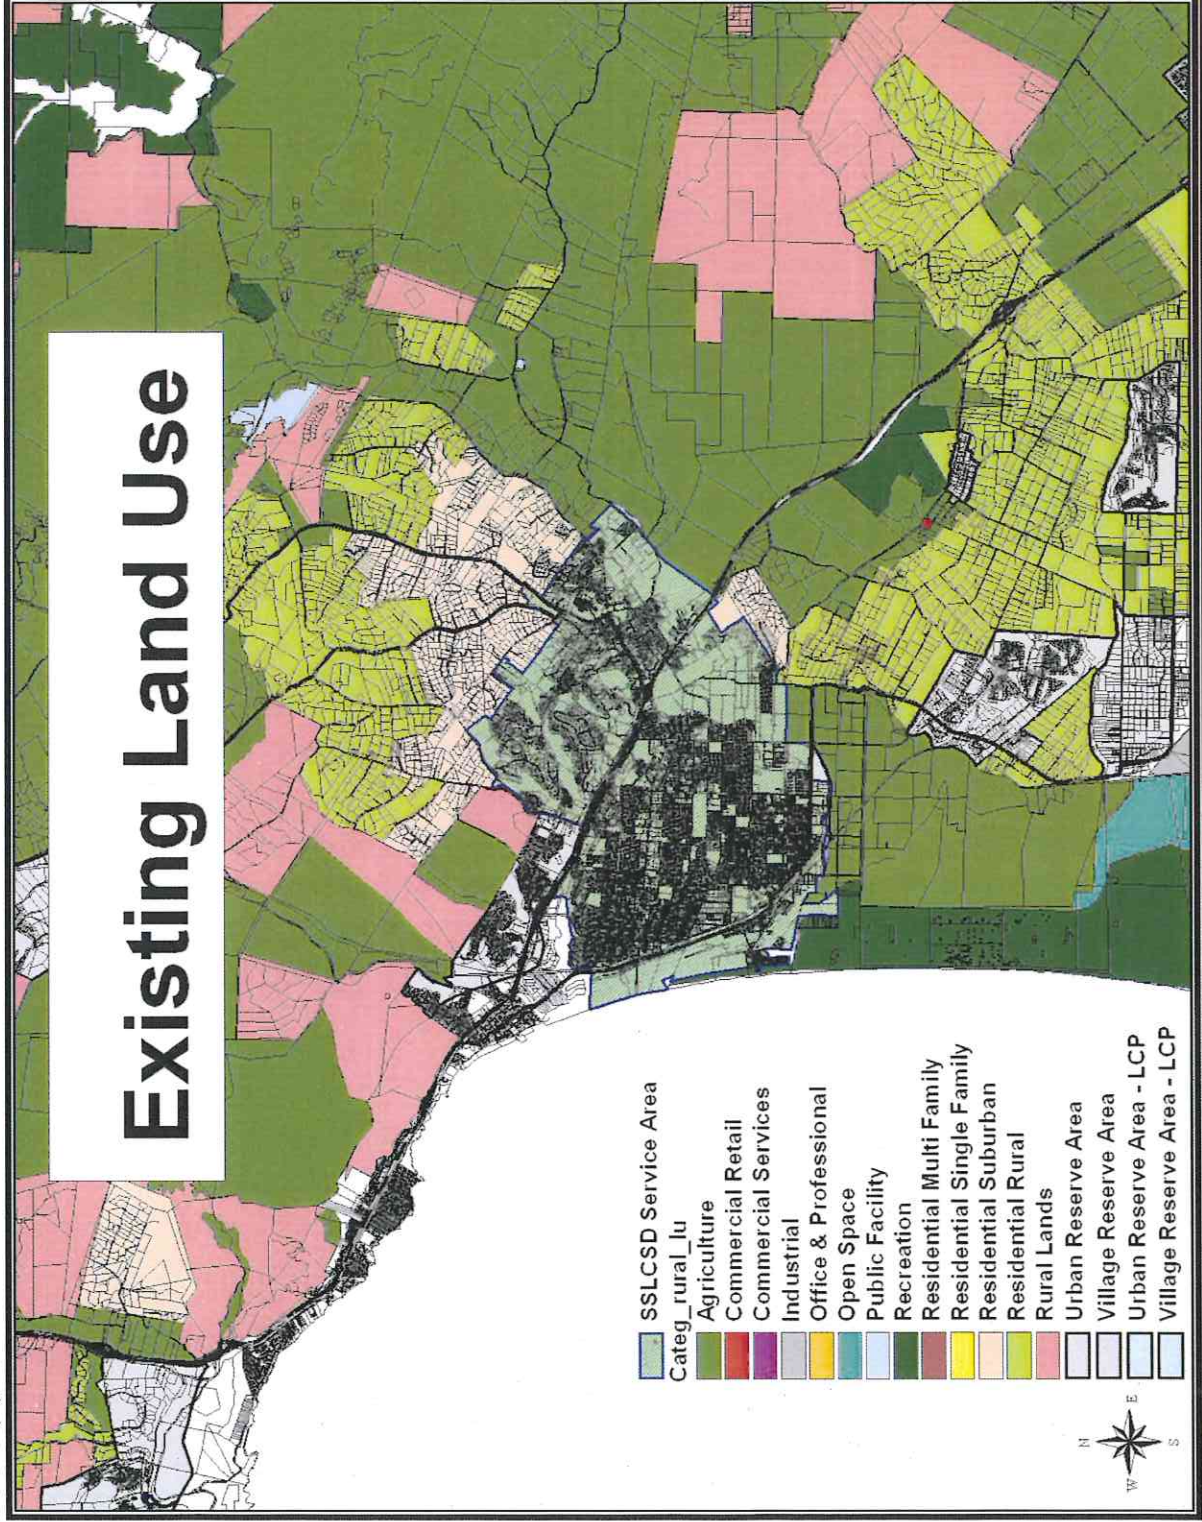 Existing Land Use
SSLCSD Service Area
Categ_rural_lu
Agriculture
Commercial Retail
Commercial Services
Industrial
Office & Professional
Open Space
Public Facility
Recreation
Residential Multi Family
Residential Single Family
Residential Suburban
Residential Rural
Rural Lands
Urban Reserve Area
Village Reserve Area
Urban Reserve Area - LCP
Village Reserve Area - LCP
N
W E
S